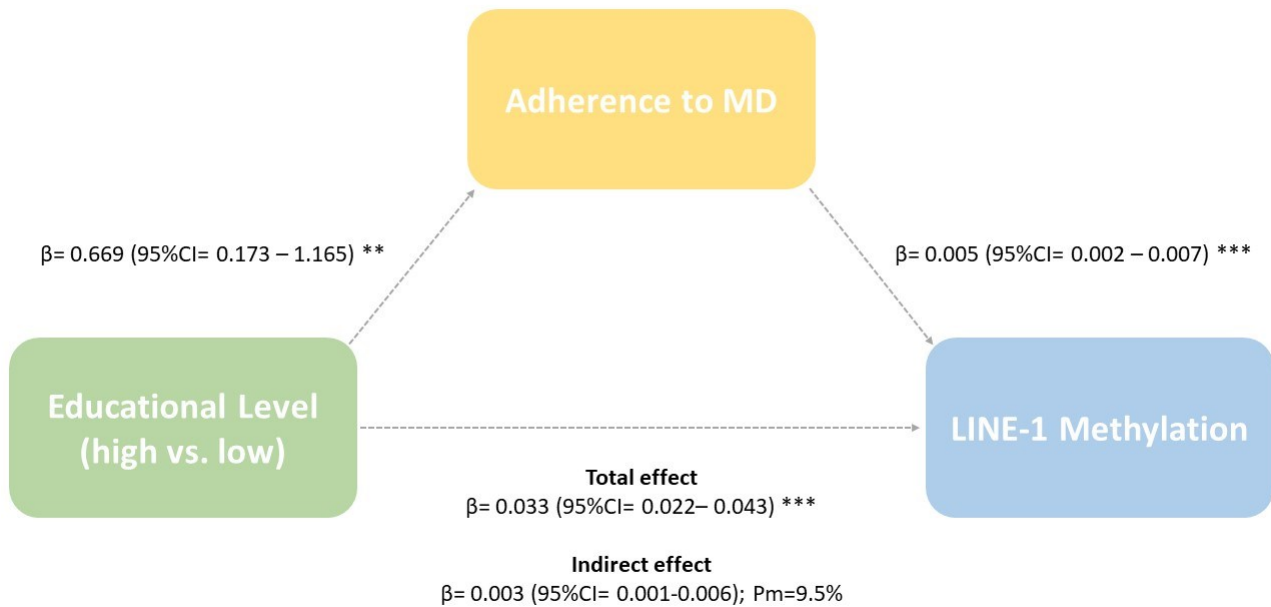 Adherence to MD
β= 0.669 (95%CI= 0.173 – 1.165) **
β= 0.005 (95%CI= 0.002 – 0.007) ***
Educational Level
(high vs. low)
LINE-1 Methylation
Total effect
β= 0.033 (95%CI= 0.022– 0.043) ***
Indirect effect
β= 0.003 (95%CI= 0.001-0.006); Pm=9.5%